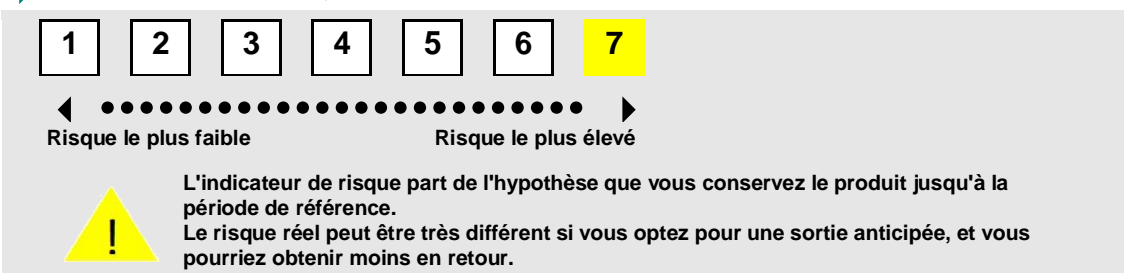 1 2 3 4 5 6 7
Risque le plus faible Risque le plus élevé
L'indicateur de risque part de l'hypothèse que vous conservez le produit jusqu'à la
période de référence.
! Le risque réel peut être très différent si vous optez pour une sortie anticipée, et vous
pourriez obtenir moins en retour.